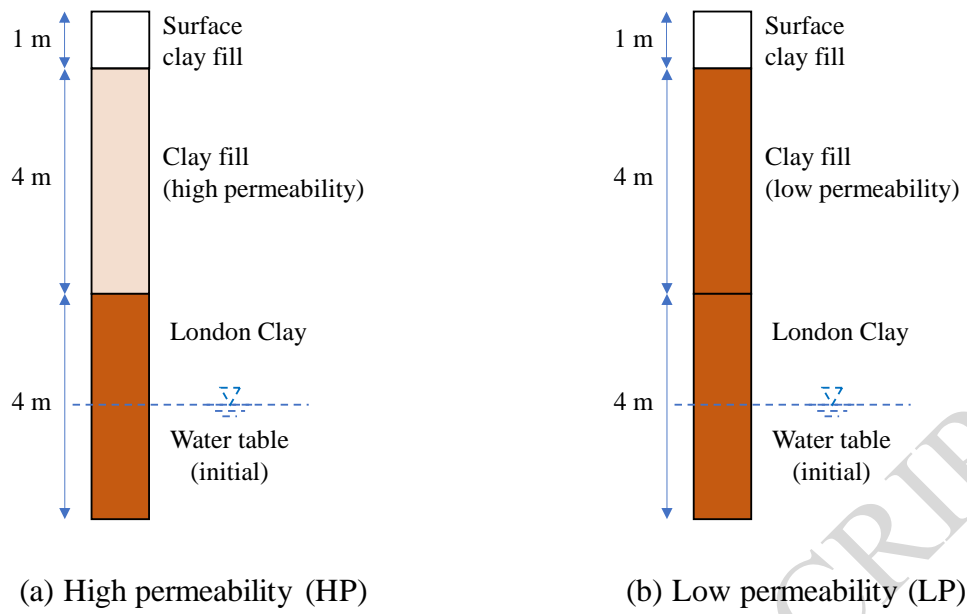 1 m
Surface
clay fill
4 m
Clay fill
(high permeability)
4 m
London Clay
Water table
(initial)
(a) High permeability (HP)
1 m
Surface
clay fill
4 m
Clay fill
(low permeability)
4 m
London Clay
Water table
(initial)
(b) Low permeability (LP)